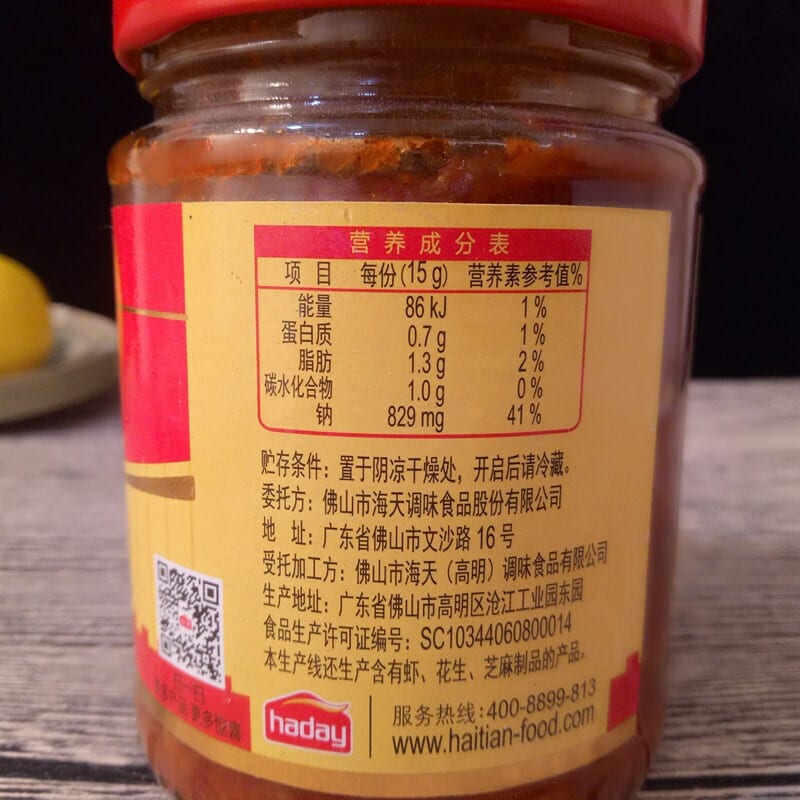 营养成分表
项 目 每份(15 g) 营养素参考值%
能量 86 kJ 1 %
蛋白质 0.7 g 1 %
脂肪 1.3 g 2 %
碳水化合物 1.0 g 0 %
钠 829 mg 41 %
贮存条件：置于阴凉干燥处，开启后请冷藏。
委托方：佛山市海天调味食品股份有限公司
地 址：广东省佛山市文沙路 16 号
受托加工方：佛山市海天（高明）调味食品有限公司
生产地址：广东省佛山市高明区沧江工业园东园
食品生产许可证编号：SC10344060800014
本生产线还生产含有虾、花生、芝麻制品的产品。
扫一扫
更多惊喜
haday
服务热线：400-8899-813
www.haitian-food.com